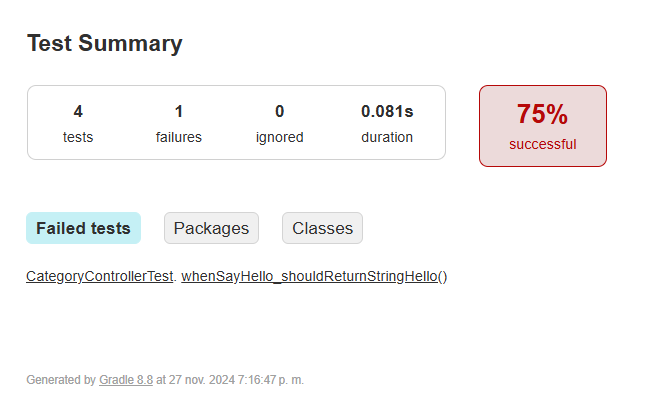 Test Summary
4 1 0 0.081s
tests failures ignored duration
75%
successful
Failed tests Packages Classes
CategoryControllerTest. whenSayHello_shouldReturnStringHello()
Generated by Gradle 8.8 at 27 nov. 2024 7:16:47 p. m.